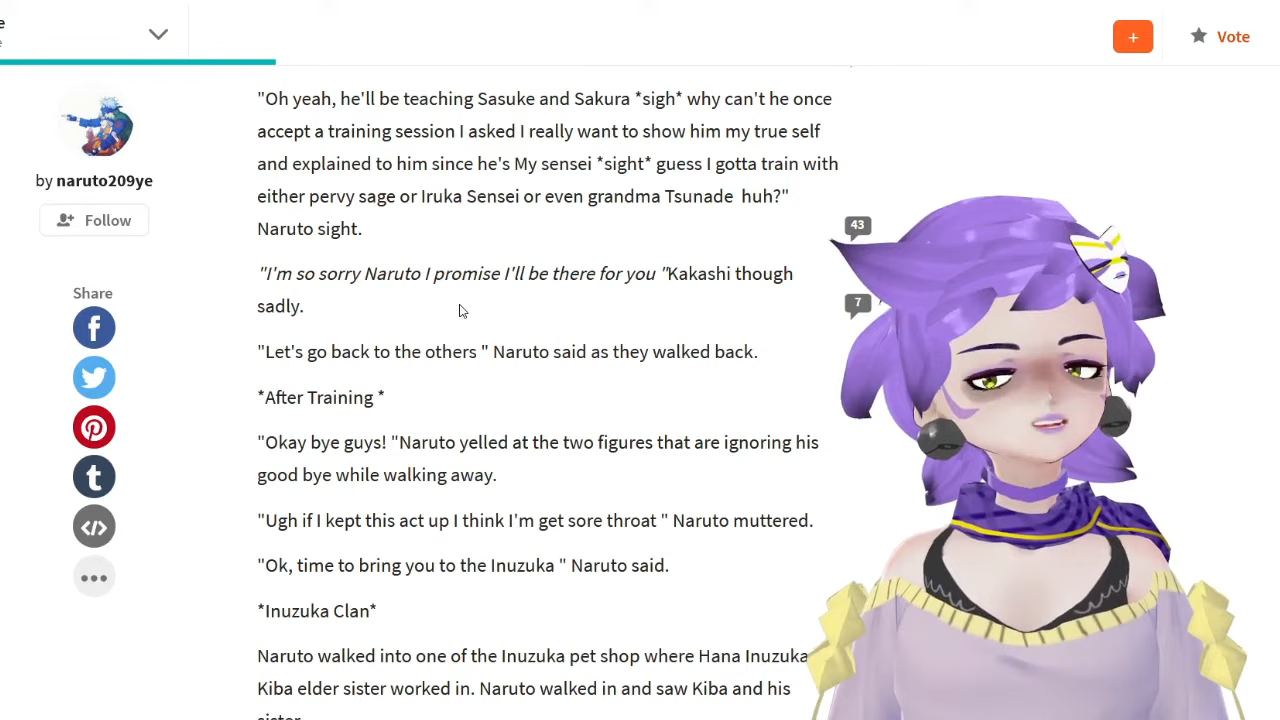 e
e
+
Vote
by naruto209ye
Follow
Share
"Oh yeah, he'll be teaching Sasuke and Sakura *sigh* why can't he once
accept a training session I asked I really want to show him my true self
and explained to him since he's My sensei *sight* guess I gotta train with
either pervy sage or Iruka Sensei or even grandma Tsunade  huh?"
Naruto sight.
43
"I'm so sorry Naruto I promise I'll be there for you "Kakashi though
sadly.
7
"Let's go back to the others " Naruto said as they walked back.
*After Training *
"Okay bye guys! "Naruto yelled at the two figures that are ignoring his
good bye while walking away.
"Ugh if I kept this act up I think I'm get sore throat " Naruto muttered.
"Ok, time to bring you to the Inuzuka " Naruto said.
*Inuzuka Clan*
Naruto walked into one of the Inuzuka pet shop where Hana Inuzuka
Kiba elder sister worked in. Naruto walked in and saw Kiba and his
sister